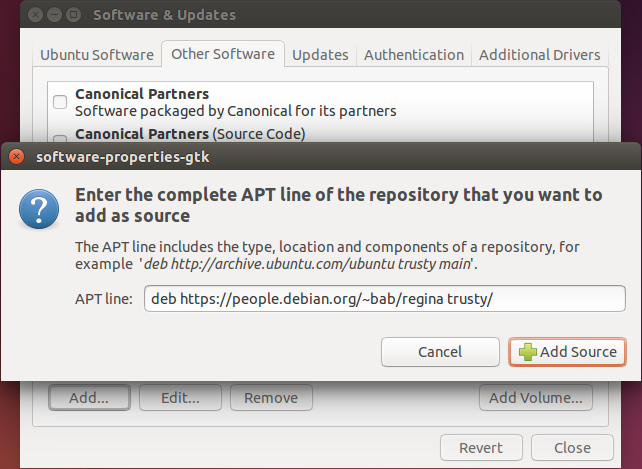 Software & Updates
Ubuntu Software
Other Software
Updates
Authentication
Additional Drivers
Canonical Partners
Software packaged by Canonical for its partners
Canonical Partners (Source Code)
software-properties-gtk
Enter the complete APT line of the repository that you want to
add as source
The APT line includes the type, location and components of a repository, for
example 'deb http://archive.ubuntu.com/ubuntu trusty main'.
APT line: deb https://people.debian.org/~bab/regina trusty/
Cancel
Add Source
Add...
Edit...
Remove
Add Volume...
Revert
Close